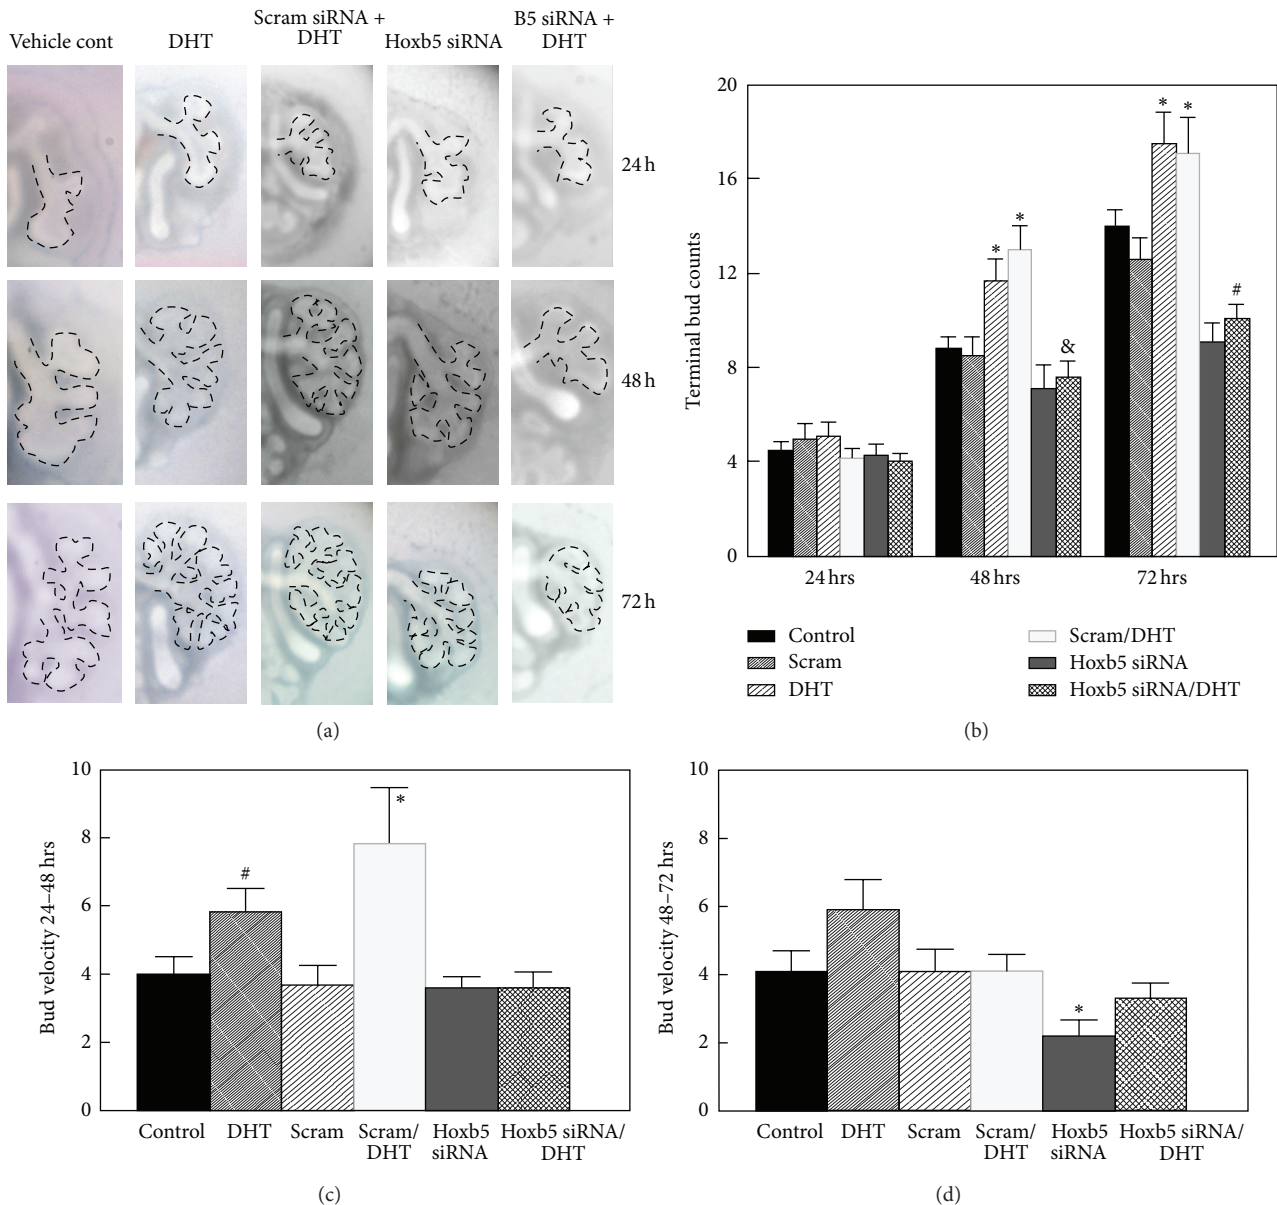 Vehicle cont
DHT
Scram siRNA +
DHT
Hoxb5 siRNA
B5 siRNA +
DHT
24 h
48 h
72 h
(a)
Terminal bud counts
20
16
12
8
4
0
* *
* *
&
#
24 hrs
48 hrs
72 hrs
Control
Scram
DHT
Scram/DHT
Hoxb5 siRNA
Hoxb5 siRNA/DHT
(b)
Bud velocity 24–48 hrs
10
8
6
4
2
0
#
*
Control
DHT
Scram
Scram/
DHT
Hoxb5
siRNA
Hoxb5 siRNA/
DHT
(c)
Bud velocity 48–72 hrs
10
8
6
4
2
0
*
Control
DHT
Scram
Scram/
DHT
Hoxb5
siRNA
Hoxb5 siRNA/
DHT
(d)